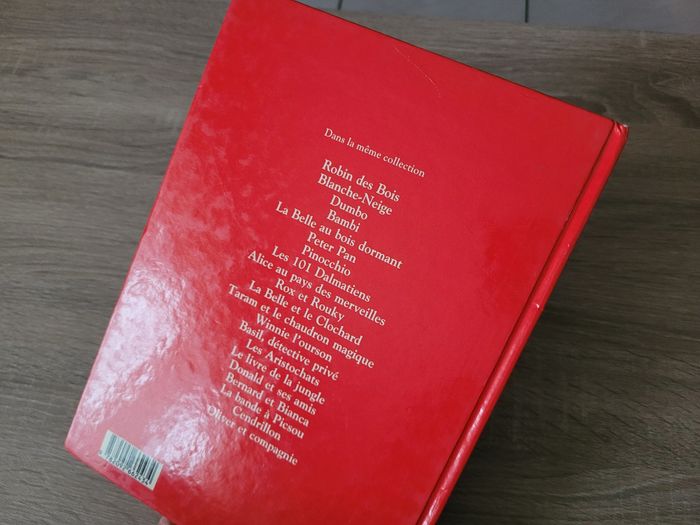 Dans la même collection
Robin des Bois
Blanche-Neige
Dumbo
Bambi
La Belle au bois dormant
Peter Pan
Pinocchio
Les 101 Dalmatiens
Alice au pays des merveilles
Rox et Rouky
La Belle et le Clochard
Taram et le chaudron magique
Winnie l'ourson
Basil, détective privé
Les Aristochats
Le livre de la jungle
Donald et ses amis
Bernard et Bianca
La bande à Picsou
Cendrillon
Oliver et compagnie